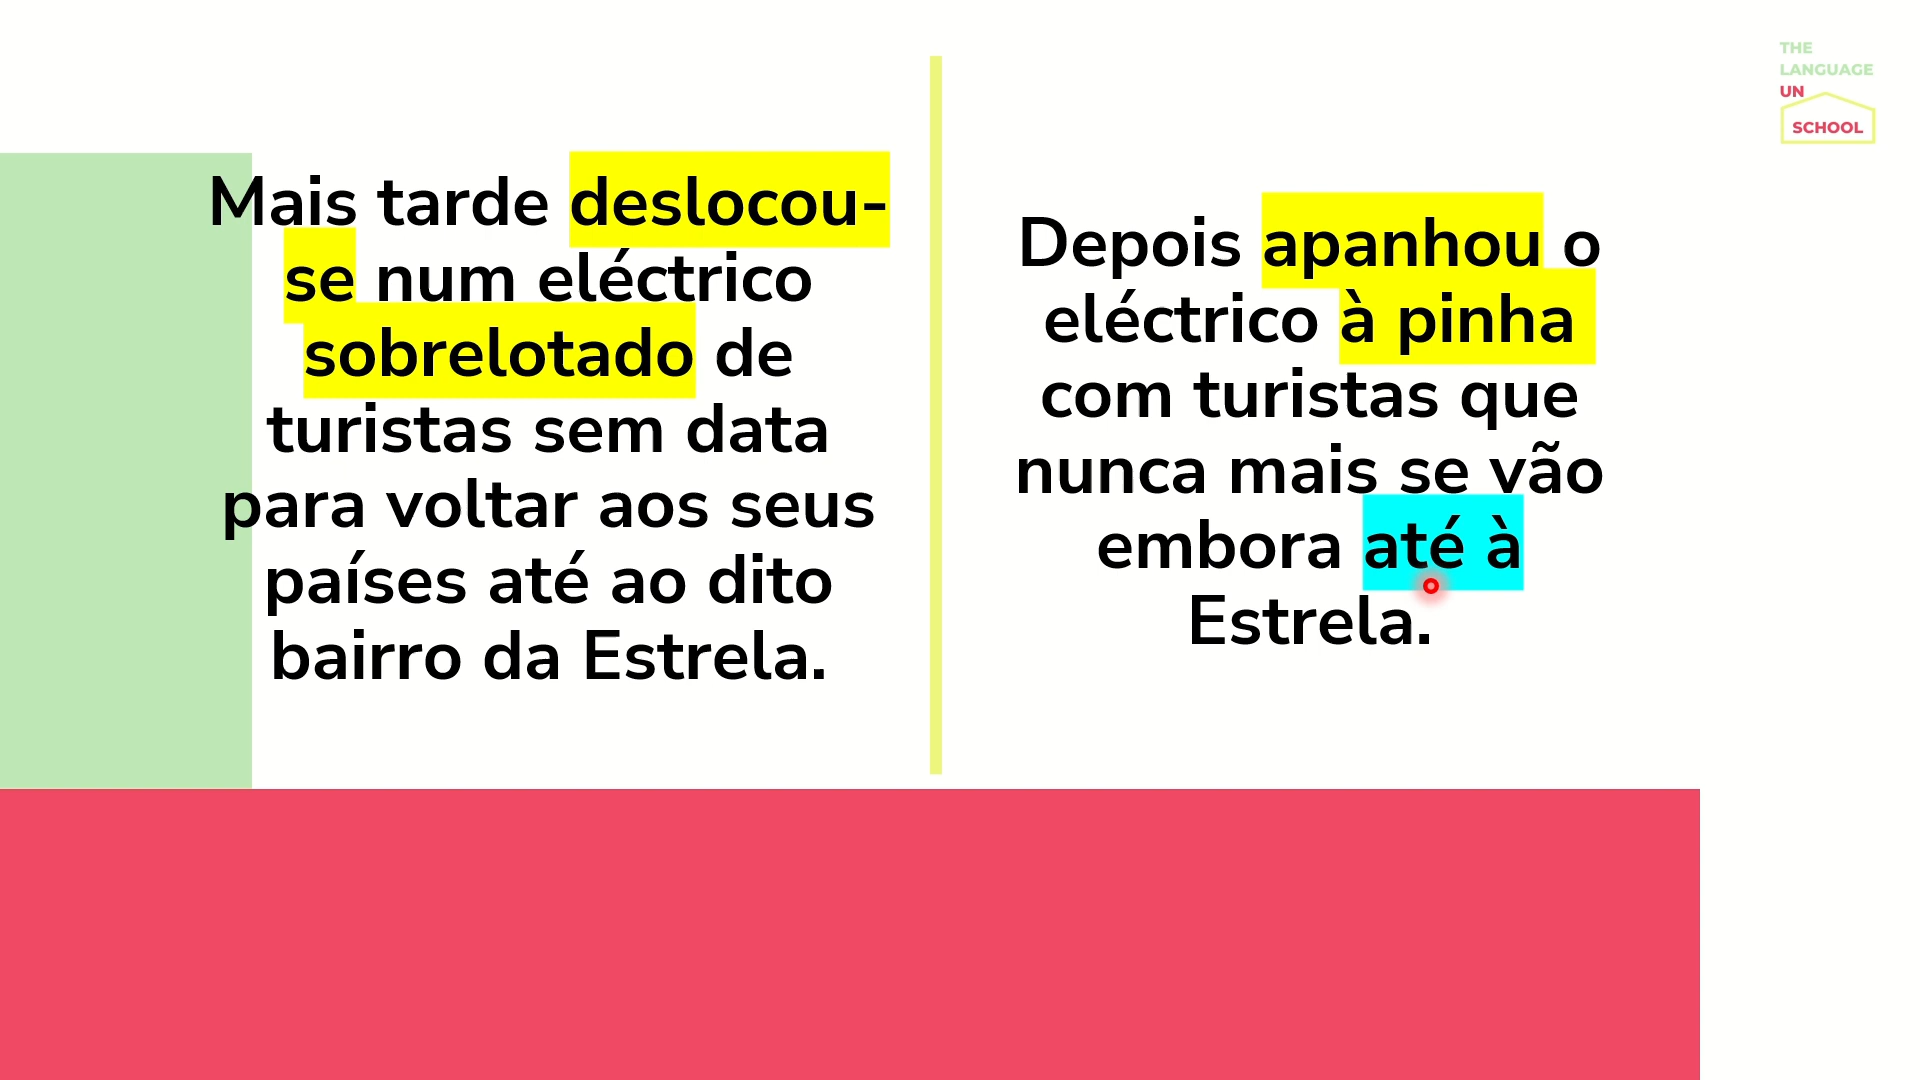 THE
LANGUAGE
UN
SCHOOL
Mais tarde deslocou-
se num eléctrico
sobrelotado de
turistas sem data
para voltar aos seus
países até ao dito
bairro da Estrela.
Depois apanhou o
eléctrico à pinha
com turistas que
nunca mais se vão
embora até à
Estrela.